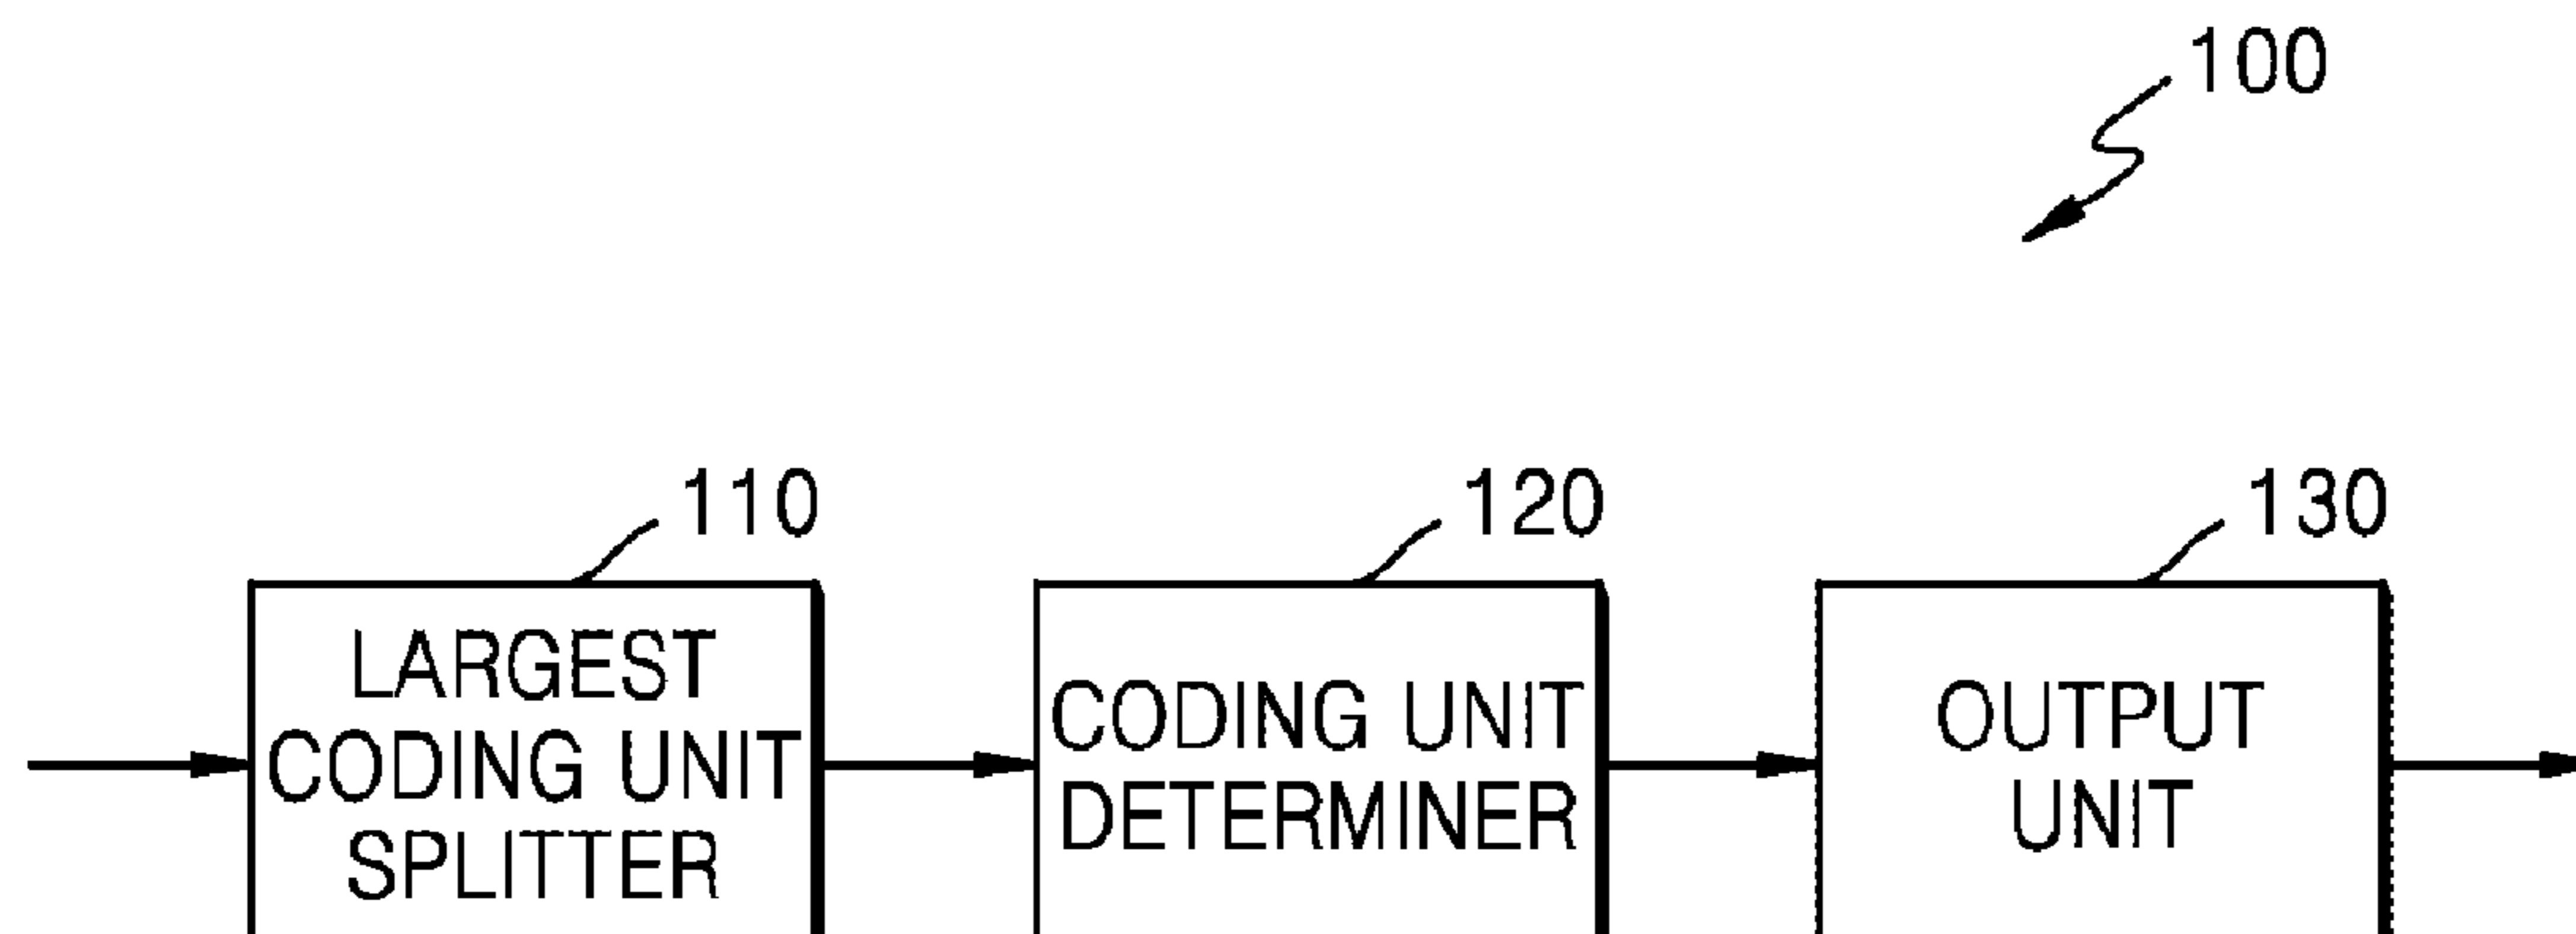 100
110
120
130
LARGEST
CODING UNIT
SPLITTER
CODING UNIT
DETERMINER
OUTPUT
UNIT